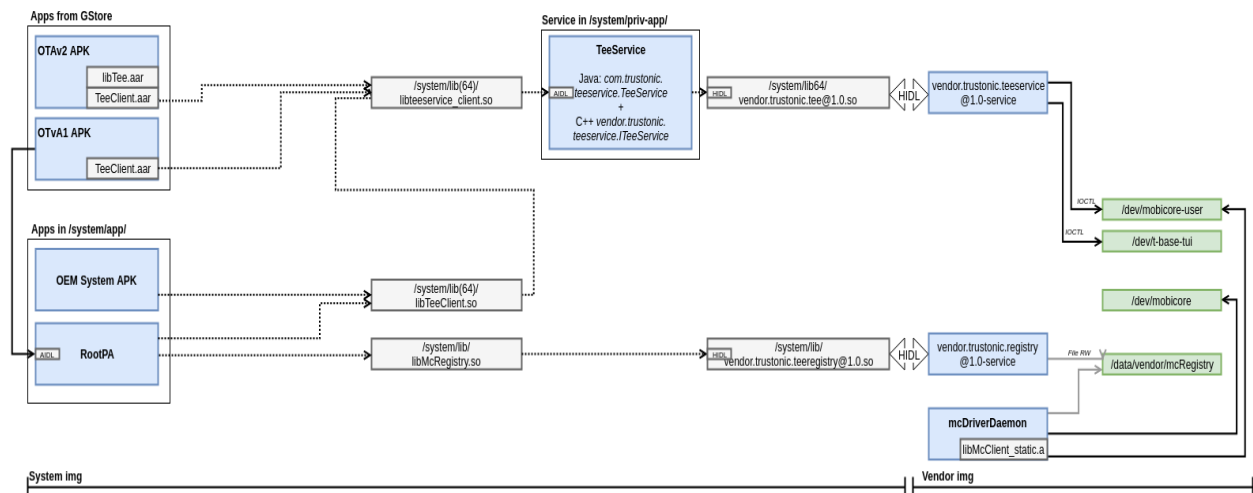 Apps from GStore
OTAv2 APK
libTee.aar
TeeClient.aar
OTvA1 APK
TeeClient.aar
Apps in /system/app/
OEM System APK
RootPA
AIDL
/system/lib(64)/
libteeservice_client.so
/system/lib(64)/
libTeeClient.so
/system/lib/
libMcRegistry.so
Service in /system/priv-app/
TeeService
Java: com.trustonic.
teeservice.TeeService
+
C++ vendor.trustonic.
teeservice.ITeeService
AIDL
HIDL
/system/lib64/
vendor.trustonic.tee@1.0.so
HIDL
vendor.trustonic.teeservice
@1.0-service
IOCTL
/dev/mobicore-user
IOCTL
/dev/t-base-tui
/dev/mobicore
HIDL
/system/lib/
vendor.trustonic.teeregistry@1.0.so
HIDL
vendor.trustonic.registry
@1.0-service
File RW
/data/vendor/mcRegistry
mcDriverDaemon
libMcClient_static.a
System img
Vendor img